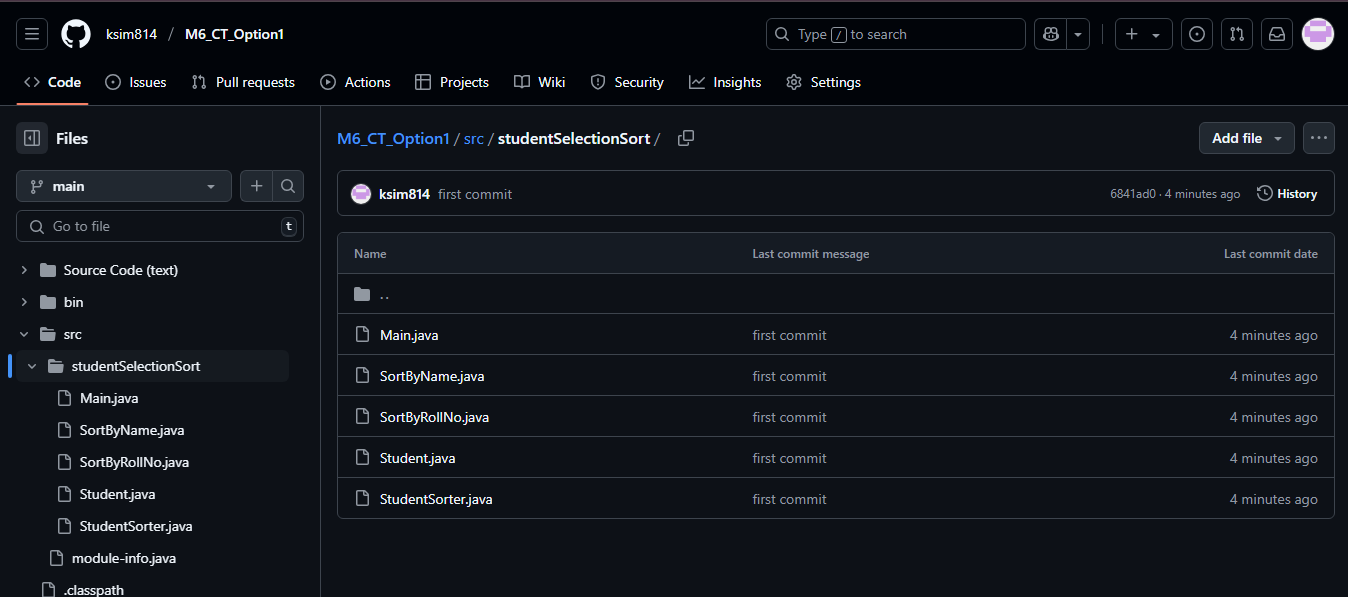 ksim814 / M6_CT_Option1
Type / to search
Code Issues Pull requests Actions Projects Wiki Security Insights Settings
Files
main
Go to file t
Source Code (text)
bin
src
studentSelectionSort
Main.java
SortByName.java
SortByRollNo.java
Student.java
StudentSorter.java
module-info.java
.classpath
M6_CT_Option1 / src / studentSelectionSort /
Add file
ksim814 first commit
6841ad0 · 4 minutes ago History
Name Last commit message Last commit date
..
Main.java first commit 4 minutes ago
SortByName.java first commit 4 minutes ago
SortByRollNo.java first commit 4 minutes ago
Student.java first commit 4 minutes ago
StudentSorter.java first commit 4 minutes ago